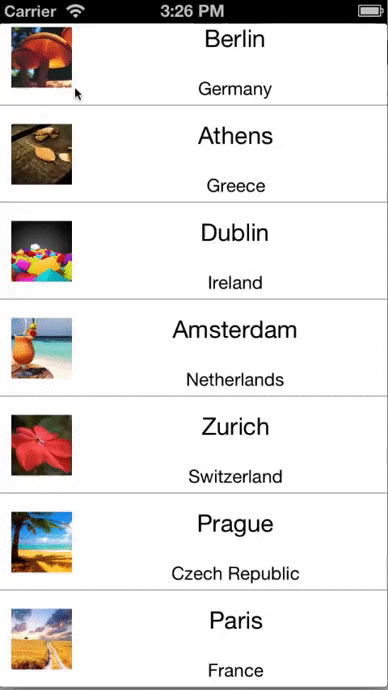 Carrier 3:26 PM
Berlin
Germany
Athens
Greece
Dublin
Ireland
Amsterdam
Netherlands
Zurich
Switzerland
Prague
Czech Republic
Paris
France